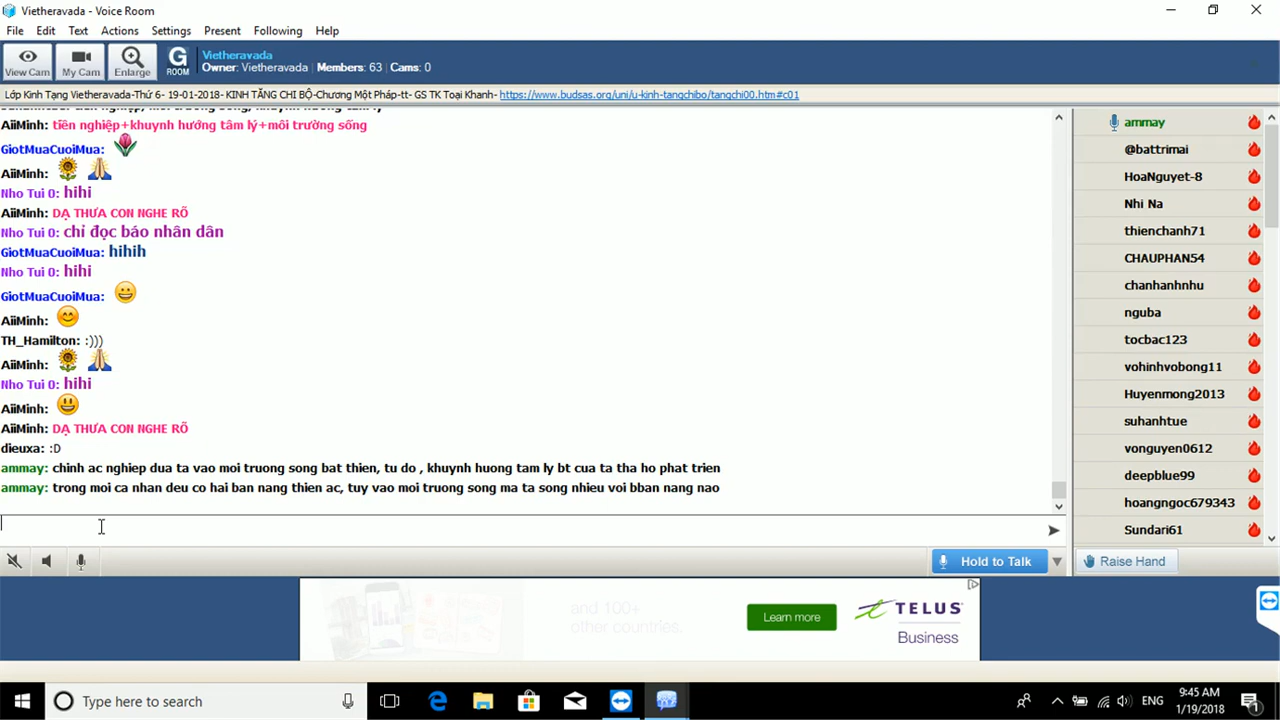 Vietheravada - Voice Room
File Edit Text Actions Settings Present Following Help
View Cam
My Cam
Enlarge
G
ROOM
Vietheravada
Owner: Vietheravada | Members: 63 | Cams: 0
Lớp Kinh Tạng Vietheravada-Thứ 6- 19-01-2018- KINH TĂNG CHI BỘ-Chương Một Pháp-tt- GS TK Toại Khanh- https://www.budsas.org/uni/u-kinh-tangchibo/tangchi00.htm#c01
AiiMinh: tiền nghiệp+khuynh hướng tâm lý+môi trường sống
GiotMuaCuoiMua:
AiiMinh:
Nho Tui 0: hihi
AiiMinh: DẠ THƯA CON NGHE RÕ
Nho Tui 0: chỉ đọc báo nhân dân
GiotMuaCuoiMua: hihih
Nho Tui 0: hihi
GiotMuaCuoiMua:
AiiMinh:
TH_Hamilton: :)))
AiiMinh:
Nho Tui 0: hihi
AiiMinh:
AiiMinh: DẠ THƯA CON NGHE RÕ
dieuxa: :D
ammay: chinh ac nghiep dua ta vao moi truong song bat thien, tu do , khuynh huong tam ly bt cua ta tha ho phat trien
ammay: trong moi ca nhan deu co hai ban nang thien ac, tuy vao moi truong song ma ta song nhieu voi bban nang nao
ammay
@battrimai
HoaNguyet-8
Nhi Na
thienchanh71
CHAUPHAN54
chanhanhnhu
nguba
tocbac123
vohinhvobong11
Huyenmong2013
suhanhtue
vonguyen0612
deepblue99
hoangngoc679343
Sundari61
Hold to Talk
Raise Hand
and 100+
other countries.
Learn more
TELUS
Business
Type here to search
ENG
9:45 AM
1/19/2018
1